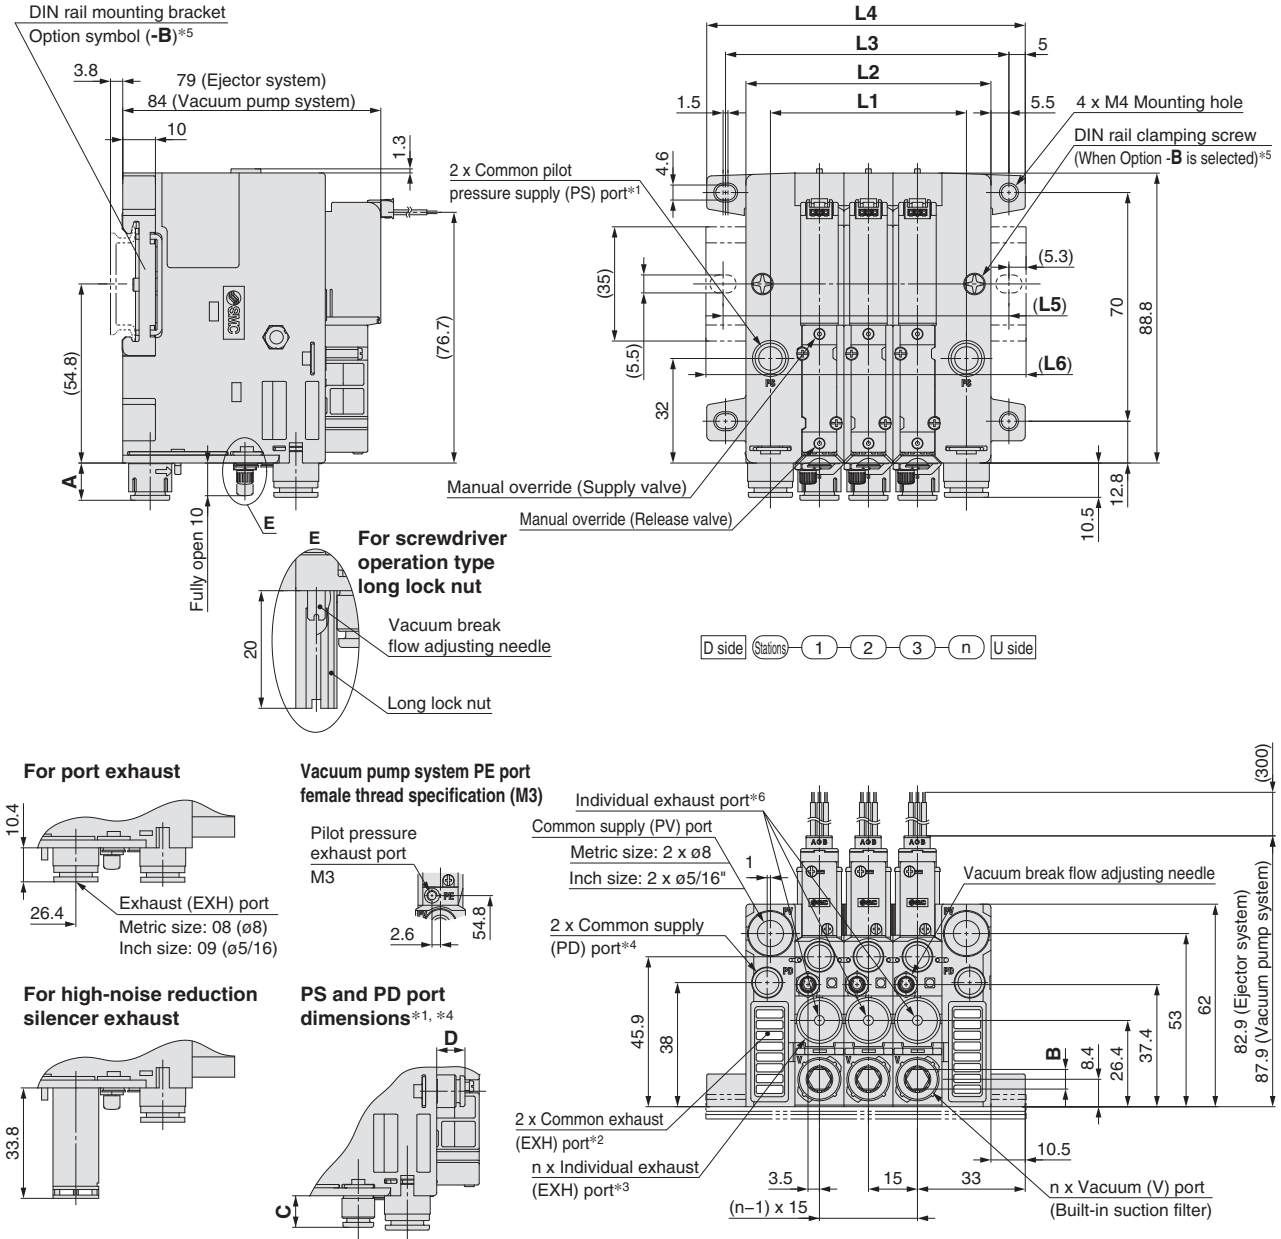 DIN rail mounting bracket
Option symbol (-B)*5
3.8
79 (Ejector system)
84 (Vacuum pump system)
10
1.3
(54.8)
(76.7)
SMC
A
Fully open 10
E
L4
L3
5
L2
L1
1.5
5.5
4 x M4 Mounting hole
DIN rail clamping screw
(When Option -B is selected)*5
4.6
2 x Common pilot
pressure supply (PS) port*1
(35)
(5.5)
(5.3)
(L5)
(L6)
70
88.8
32
PS
PS
12.8
10.5
Manual override (Supply valve)
Manual override (Release valve)
E
For screwdriver
operation type
long lock nut
20
Vacuum break
flow adjusting needle
Long lock nut
D side
Stations
1
2
3
n
U side
For port exhaust
10.4
26.4
Exhaust (EXH) port
Metric size: 08 (ø8)
Inch size: 09 (ø5/16)
Vacuum pump system PE port
female thread specification (M3)
Pilot pressure
exhaust port
M3
PE
PV
2.6
54.8
Individual exhaust port*6
Common supply (PV) port
Metric size: 2 x ø8
Inch size: 2 x ø5/16"
1
2 x Common supply
(PD) port*4
Vacuum break flow adjusting needle
(300)
82.9 (Ejector system)
87.9 (Vacuum pump system)
A B
A B
A B
SMC
SMC
SMC
PV
PV
PD
PD
V
V
V
45.9
38
B
8.4
26.4
37.4
53
62
For high-noise reduction
silencer exhaust
33.8
PS and PD port
dimensions*1, *4
D
C
2 x Common exhaust
(EXH) port*2
n x Individual exhaust
(EXH) port*3
3.5
15
33
10.5
(n−1) x 15
n x Vacuum (V) port
(Built-in suction filter)